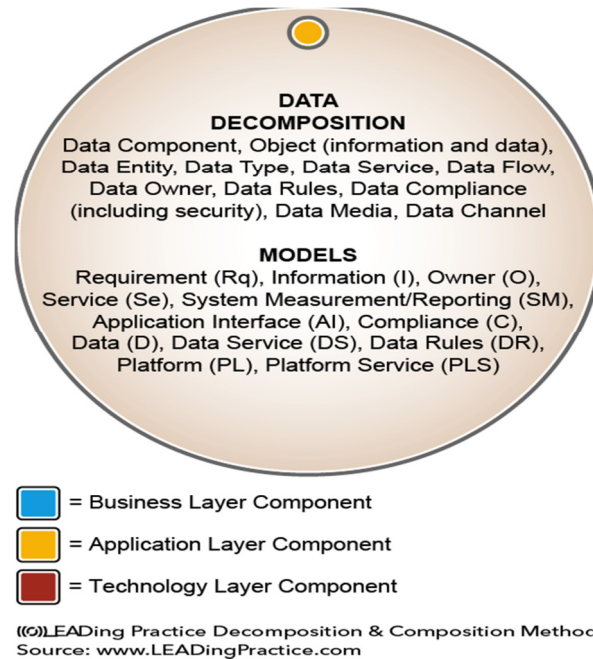 DATA
DECOMPOSITION
Data Component, Object (information and data),
Data Entity, Data Type, Data Service, Data Flow,
Data Owner, Data Rules, Data Compliance
(including security), Data Media, Data Channel
MODELS
Requirement (Rq), Information (I), Owner (O),
Service (Se), System Measurement/Reporting (SM),
Application Interface (AI), Compliance (C),
Data (D), Data Service (DS), Data Rules (DR),
Platform (PL), Platform Service (PLS)
= Business Layer Component
= Application Layer Component
= Technology Layer Component
((©))LEADing Practice Decomposition & Composition Method
Source: www.LEADingPractice.com